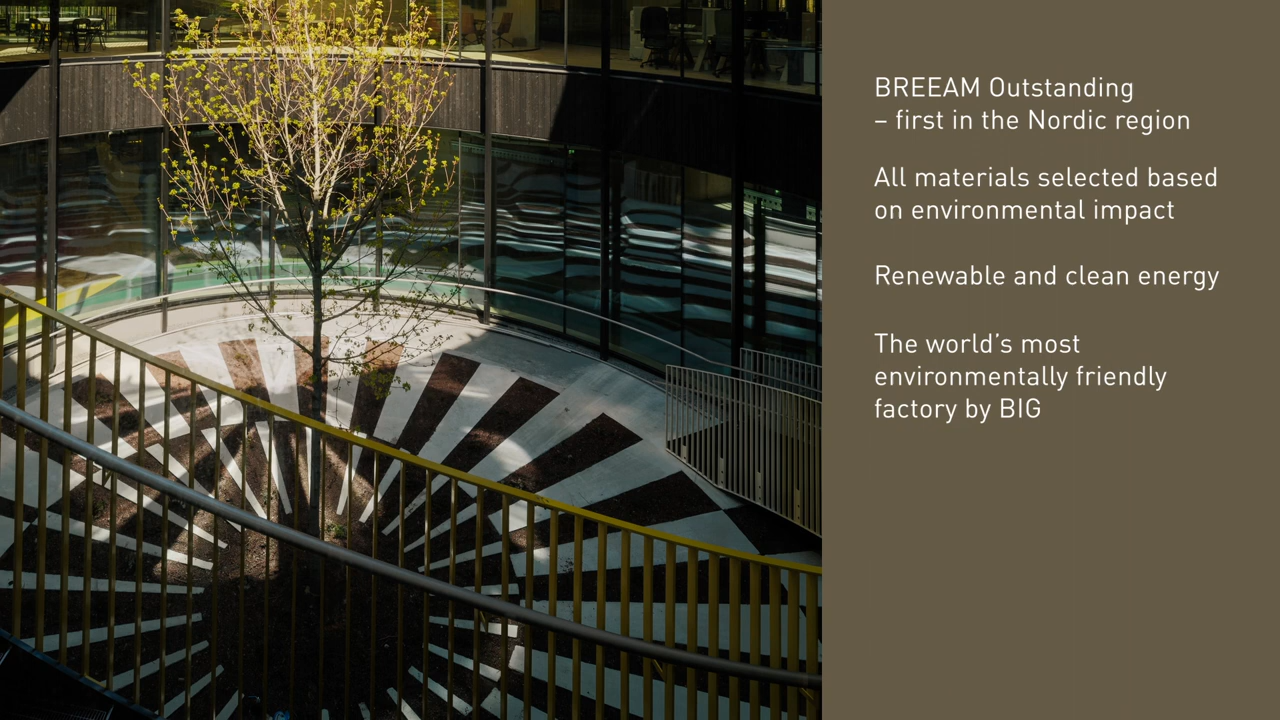 BREEAM Outstanding
– first in the Nordic region
All materials selected based
on environmental impact
Renewable and clean energy
The world’s most
environmentally friendly
factory by BIG